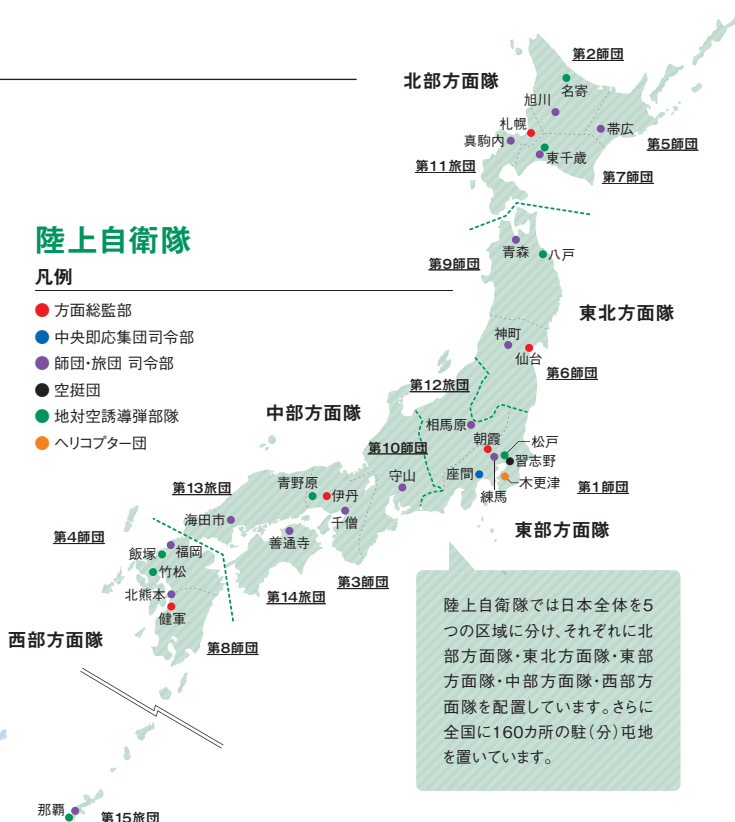 第2師団
北部方面隊
名寄
旭川
札幌
帯広
真駒内
第5師団
東千歳
第11旅団
第7師団
陸上自衛隊
凡例
方面総監部
中央即応集団司令部
師団・旅団 司令部
空挺団
地対空誘導弾部隊
ヘリコプター団
青森
八戸
第9師団
東北方面隊
神町
仙台
第6師団
第12旅団
中部方面隊
相馬原
朝霞
松戸
第10師団
習志野
守山
座間
木更津
練馬
第1師団
東部方面隊
第13旅団
青野原
伊丹
海田市
千僧
善通寺
第4師団
飯塚
福岡
竹松
第3師団
第14旅団
北熊本
健軍
西部方面隊
第8師団
陸上自衛隊では日本全体を5
つの区域に分け、それぞれに北
部方面隊・東北方面隊・東部
方面隊・中部方面隊・西部方
面隊を配置しています。さらに
全国に160カ所の駐(分)屯地
を置いています。
那覇
第15旅団